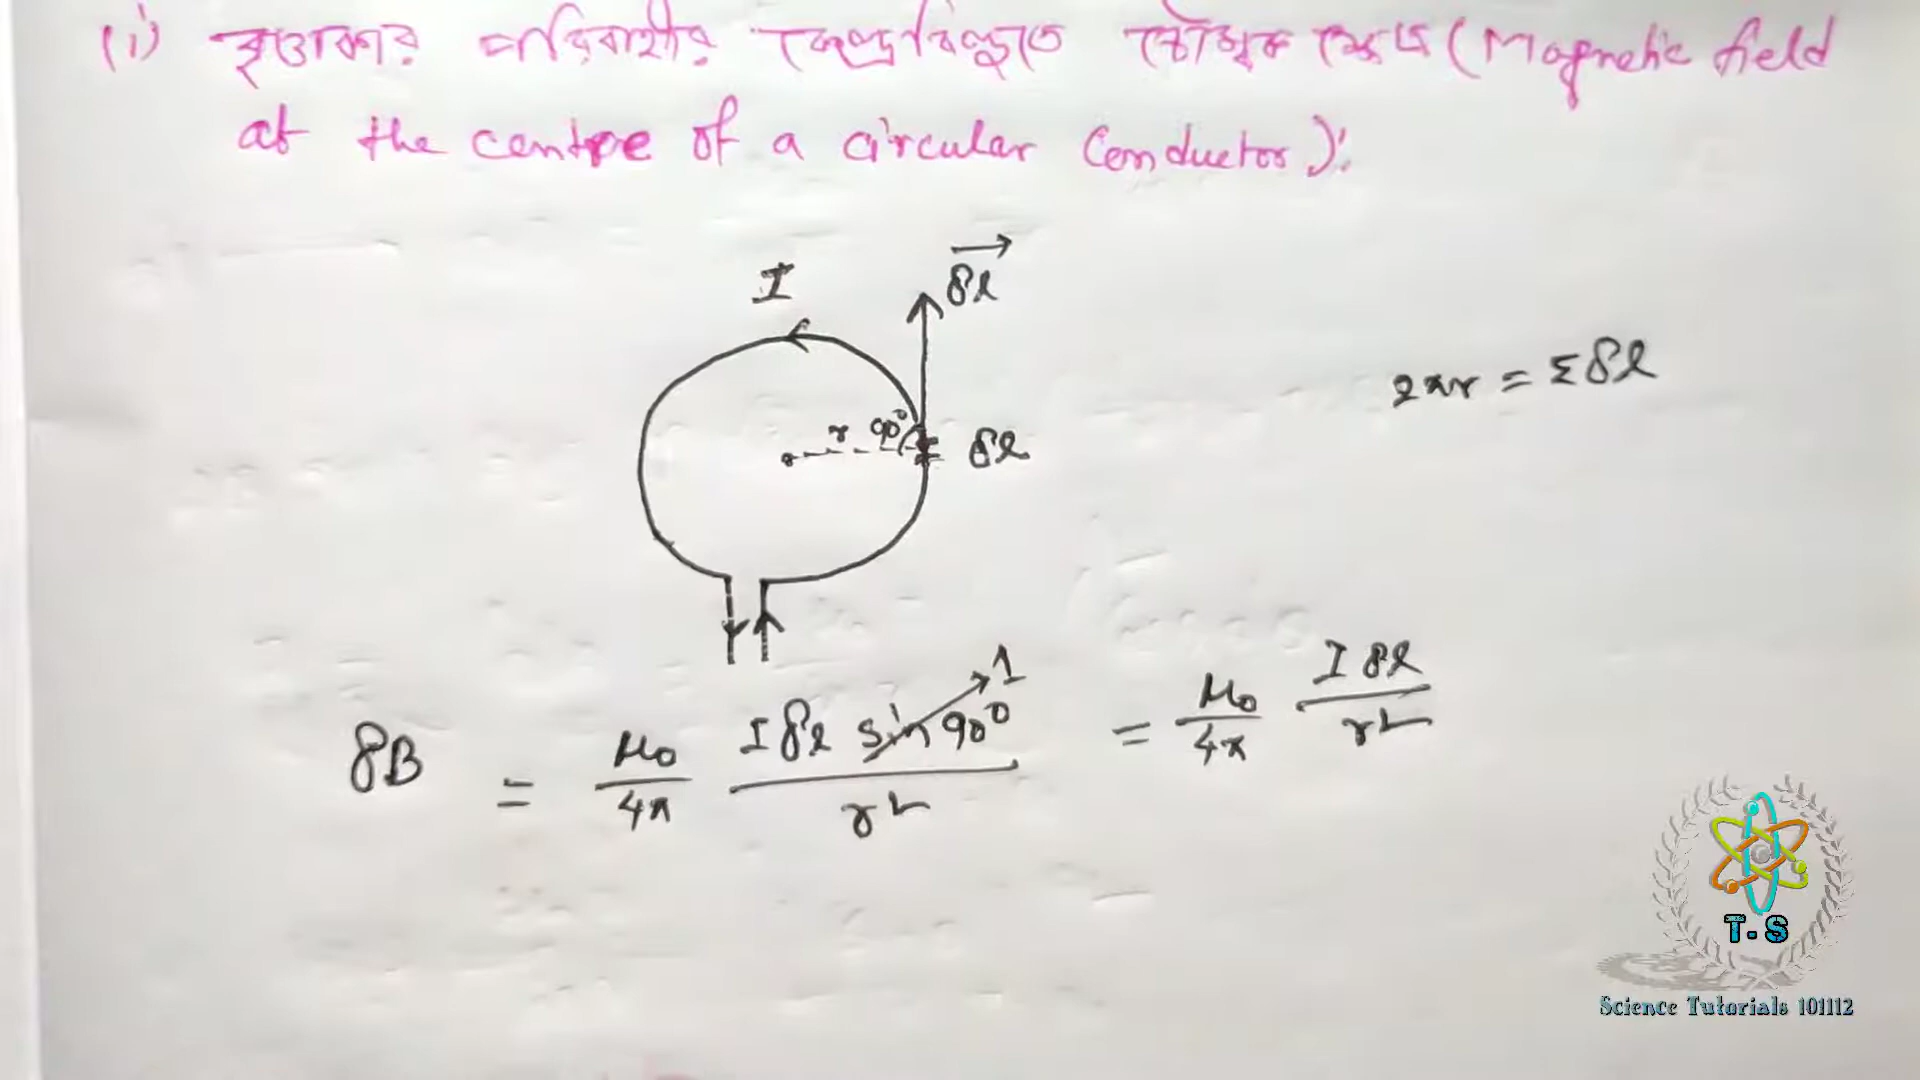 (i) বৃত্তাকার পরিবাহীর কেন্দ্রবিন্দুতে চৌম্বক ক্ষেত্র (Magnetic field
at the centre of a circular Conductor):
I
δl
r 90°
δl
2πr = Σδl
δB = μ₀/4π Iδl sin 90°/r² = μ₀/4π Iδl/r²
1
T.S
Science Tutorials 101112